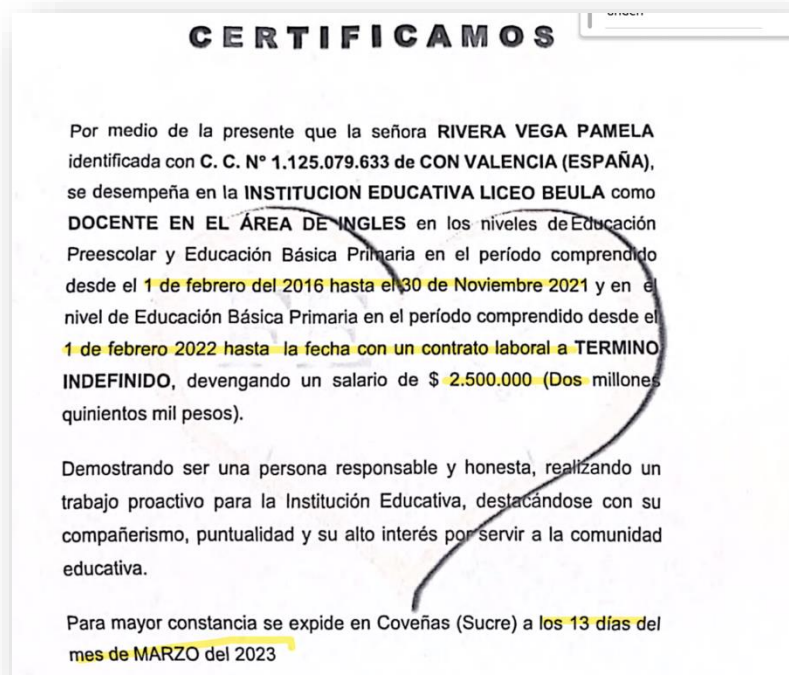 CERTIFICAMOS
Por medio de la presente que la señora RIVERA VEGA PAMELA
identificada con C. C. Nº 1.125.079.633 de CON VALENCIA (ESPAÑA),
se desempeña en la INSTITUCION EDUCATIVA LICEO BEULA como
DOCENTE EN EL ÁREA DE INGLES en los niveles de Educación
Preescolar y Educación Básica Primaria en el período comprendido
desde el 1 de febrero del 2016 hasta el 30 de Noviembre 2021 y en el
nivel de Educación Básica Primaria en el período comprendido desde el
1 de febrero 2022 hasta la fecha con un contrato laboral a TERMINO
INDEFINIDO, devengando un salario de $ 2.500.000 (Dos millones
quinientos mil pesos).
Demostrando ser una persona responsable y honesta, realizando un
trabajo proactivo para la Institución Educativa, destacándose con su
compañerismo, puntualidad y su alto interés por servir a la comunidad
educativa.
Para mayor constancia se expide en Coveñas (Sucre) a los 13 días del
mes de MARZO del 2023